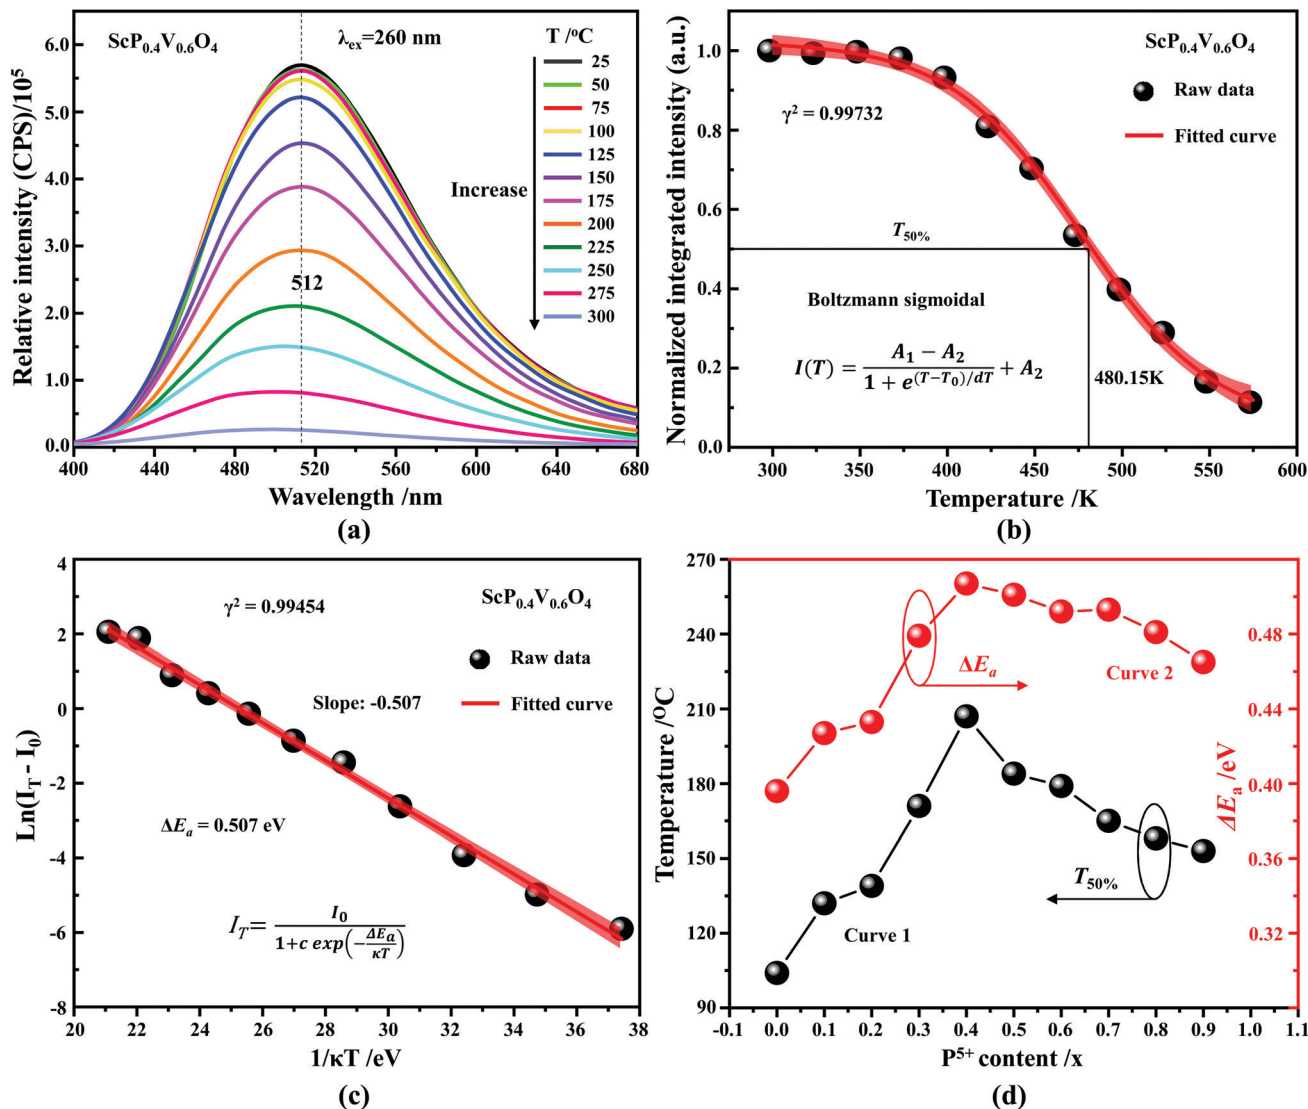 ScP0.4V0.6O4
λex=260 nm
T /ºC
25
50
75
100
125
150
175
200
225
250
275
300
Increase
512
Relative intensity (CPS)/10⁵
6.0
5.0
4.0
3.0
2.0
1.0
0.0
400 440 480 520 560 600 640 680
Wavelength /nm
(a)
ScP0.4V0.6O4
Raw data
Fitted curve
γ² = 0.99732
T50%
Boltzmann sigmoidal
I(T) = (A1 − A2)/(1 + e^((T−T0)/dT)) + A2
480.15K
Normalized integrated intensity (a.u.)
1.0
0.8
0.6
0.4
0.2
0.0
300 350 400 450 500 550 600
Temperature /K
(b)
γ² = 0.99454
ScP0.4V0.6O4
Raw data
Slope: -0.507
Fitted curve
ΔEa = 0.507 eV
IT = I0/(1+c exp(−ΔEa/κT))
Ln(IT - I0)
4
2
0
-2
-4
-6
-8
20 22 24 26 28 30 32 34 36 38
1/κT /eV
(c)
ΔEa
Curve 2
T50%
Curve 1
Temperature /ºC
270
240
210
180
150
120
90
ΔEa /eV
0.48
0.44
0.40
0.36
0.32
-0.1 0.0 0.1 0.2 0.3 0.4 0.5 0.6 0.7 0.8 0.9 1.0 1.1
P⁵⁺ content /x
(d)